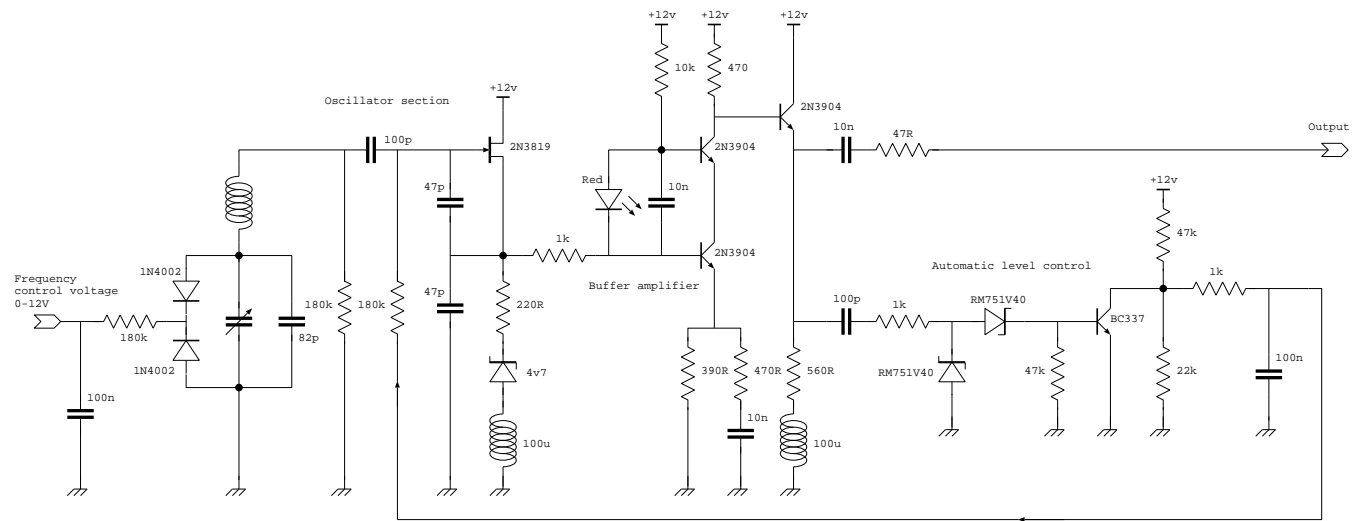 +12v
+12v
+12v
10k
470
+12v
Oscillator section
2N3904
10n
47R
Output
100p
2N3819
2N3904
Red
47p
10n
+12v
1k
2N3904
47k
1N4002
Frequency
control voltage
0-12V
Automatic level control
1k
Buffer amplifier
180k
180k
47p
220R
100p
1k
RM751V40
BC337
180k
82p
1N4002
4v7
390R
470R
560R
RM751V40
47k
22k
100n
100n
10n
100u
100u